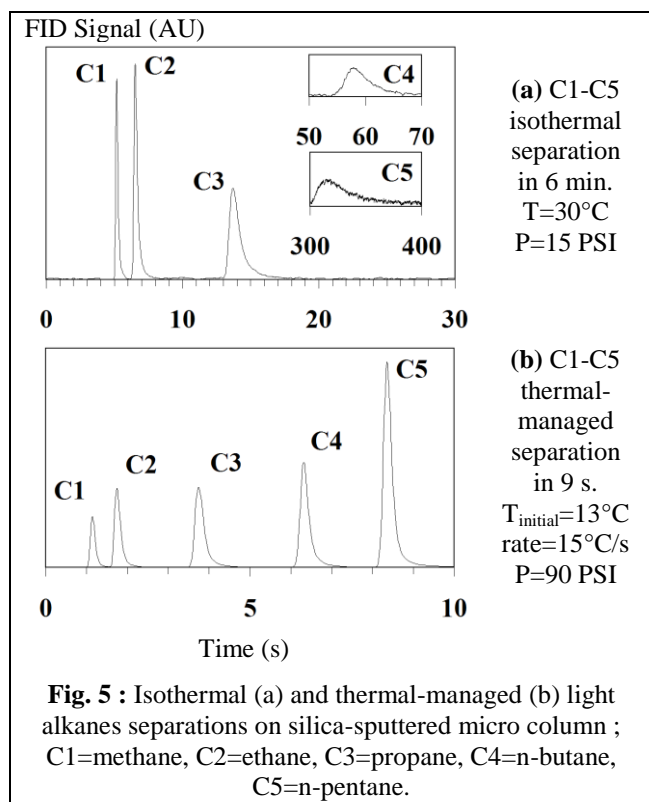 FID Signal (AU)
C1
C2
C3
C4
50 60 70
C5
300 400
0 10 20 30
(a) C1-C5
isothermal
separation
in 6 min.
T=30°C
P=15 PSI
C1
C2
C3
C4
C5
0 5 10
Time (s)
(b) C1-C5
thermal-
managed
separation
in 9 s.
Tinitial=13°C
rate=15°C/s
P=90 PSI
Fig. 5 : Isothermal (a) and thermal-managed (b) light
alkanes separations on silica-sputtered micro column ;
C1=methane, C2=ethane, C3=propane, C4=n-butane,
C5=n-pentane.